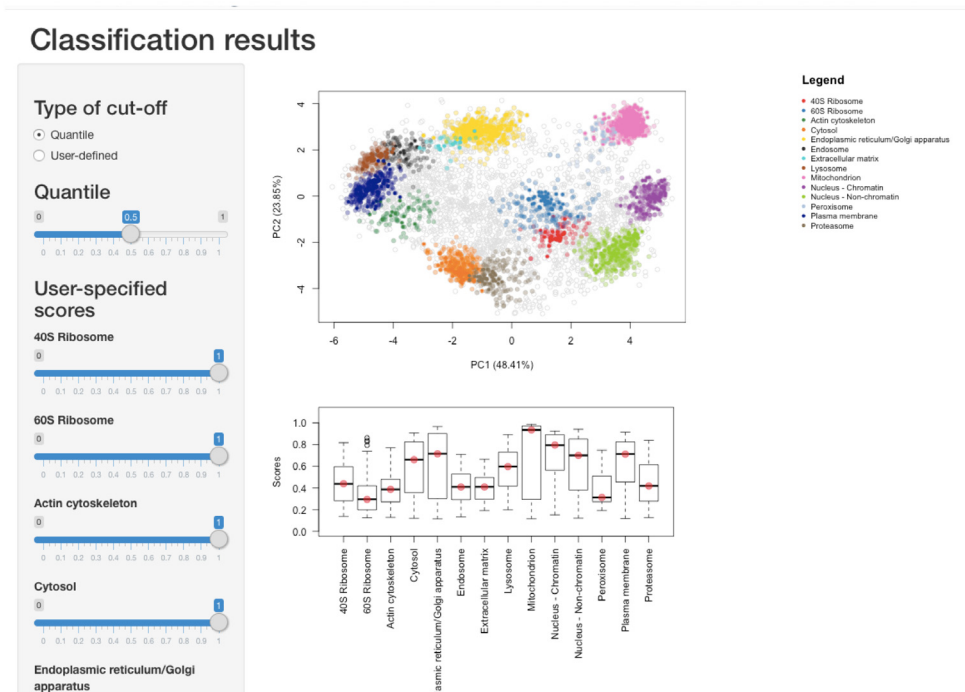 Classification results
Type of cut-off
Quantile
User-defined
Quantile
0 0.5 1
0 0.1 0.2 0.3 0.4 0.5 0.6 0.7 0.8 0.9 1
User-specified
scores
40S Ribosome
0 1
0 0.1 0.2 0.3 0.4 0.5 0.6 0.7 0.8 0.9 1
60S Ribosome
0 1
0 0.1 0.2 0.3 0.4 0.5 0.6 0.7 0.8 0.9 1
Actin cytoskeleton
0 1
0 0.1 0.2 0.3 0.4 0.5 0.6 0.7 0.8 0.9 1
Cytosol
0 1
0 0.1 0.2 0.3 0.4 0.5 0.6 0.7 0.8 0.9 1
Endoplasmic reticulum/Golgi
apparatus
PC2 (23.85%)
4
2
0
-2
-4
-6 -4 -2 0 2 4
PC1 (48.41%)
Legend
40S Ribosome
60S Ribosome
Actin cytoskeleton
Cytosol
Endoplasmic reticulum/Golgi apparatus
Endosome
Extracellular matrix
Lysosome
Mitochondrion
Nucleus - Chromatin
Nucleus - Non-chromatin
Peroxisome
Plasma membrane
Proteasome
Scores
1.0
0.8
0.6
0.4
0.2
0.0
40S Ribosome
60S Ribosome
Actin cytoskeleton
Cytosol
asmic reticulum/Golgi apparatus
Endosome
Extracellular matrix
Lysosome
Mitochondrion
Nucleus - Chromatin
Nucleus - Non-chromatin
Peroxisome
Plasma membrane
Proteasome